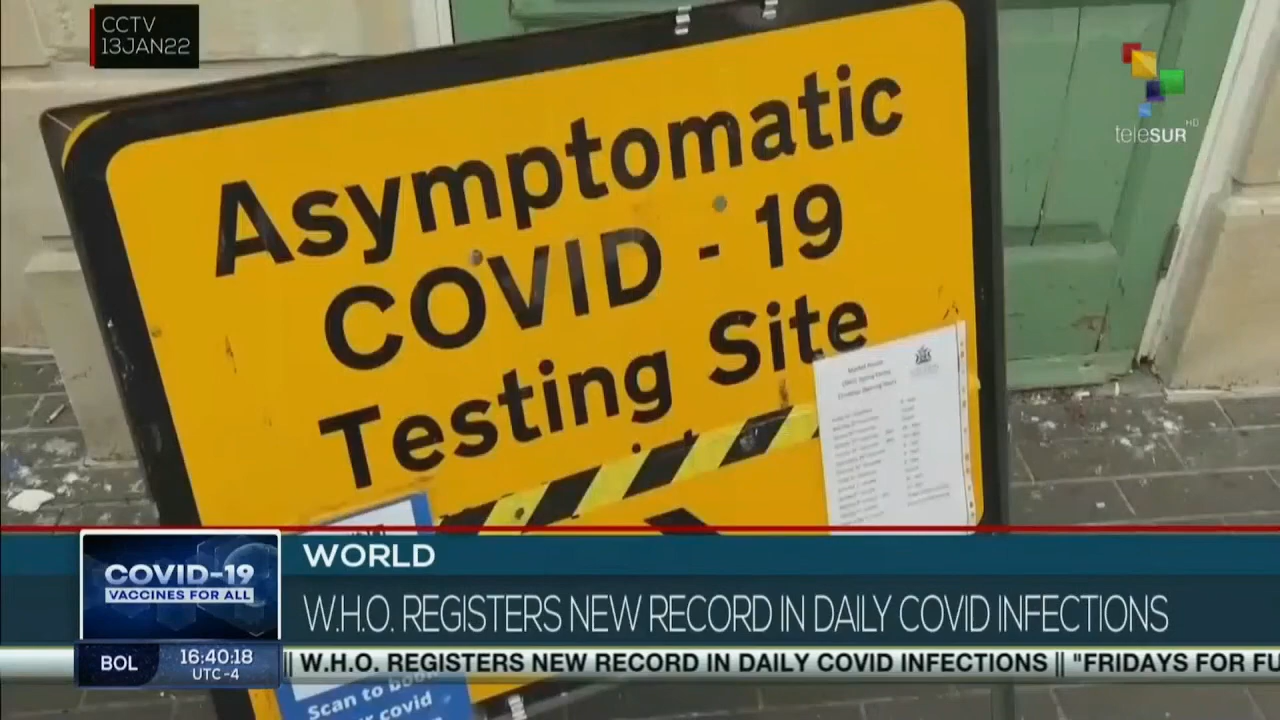 CCTV
13JAN22
teleSUR HD
Asymptomatic
COVID - 19
Testing Site
COVID-19
VACCINES FOR ALL
WORLD
W.H.O. REGISTERS NEW RECORD IN DAILY COVID INFECTIONS
BOL
16:40:18
UTC-4
|| W.H.O. REGISTERS NEW RECORD IN DAILY COVID INFECTIONS || "FRIDAYS FOR FU
Scan to book
covid